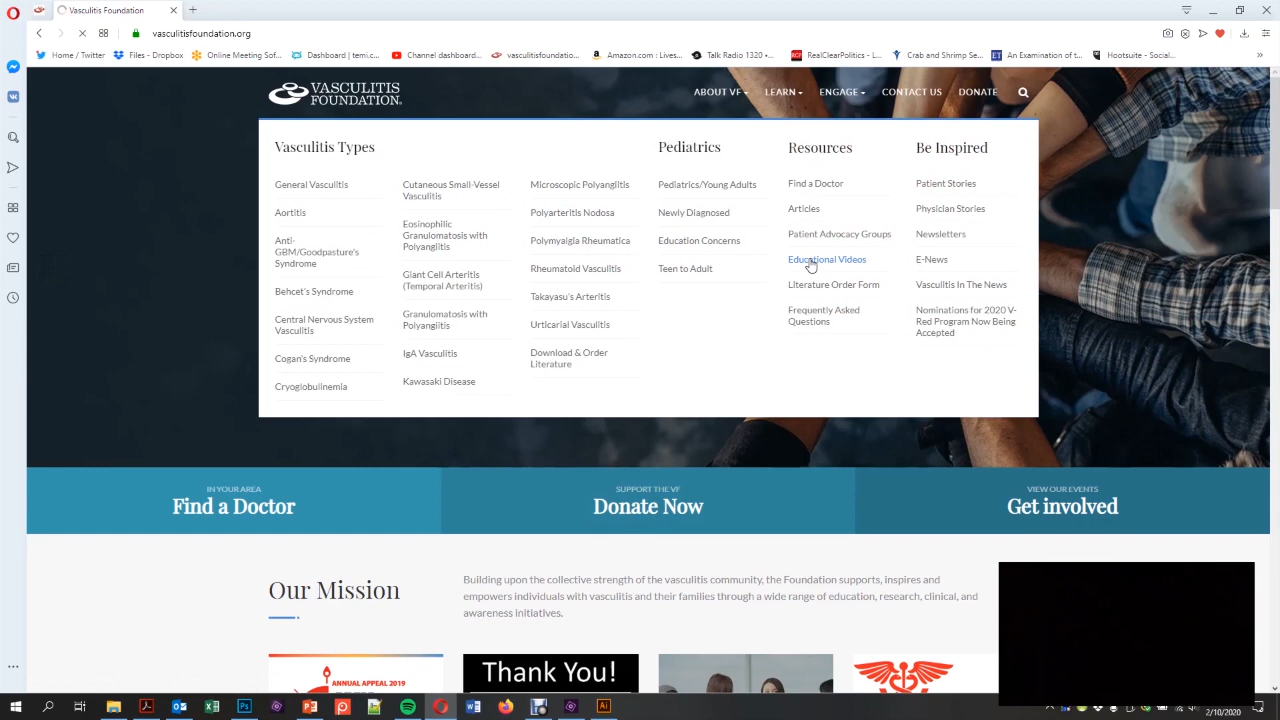 Vasculitis Foundation
vasculitisfoundation.org
Home / Twitter
Files - Dropbox
Online Meeting Sof...
Dashboard | temi.c...
Channel dashboard...
vasculitisfoundatio...
Amazon.com : Lives...
Talk Radio 1320 •...
RealClearPolitics - L...
Crab and Shrimp Se...
An Examination of t...
Hootsuite - Social...
»
VASCULITIS
FOUNDATION.
ABOUT VF
LEARN
ENGAGE
CONTACT US
DONATE
Vasculitis Types
General Vasculitis
Aortitis
Anti-
GBM/Goodpasture's
Syndrome
Behcet's Syndrome
Central Nervous System
Vasculitis
Cogan's Syndrome
Cryoglobulinemia
Cutaneous Small-Vessel
Vasculitis
Eosinophilic
Granulomatosis with
Polyangiitis
Giant Cell Arteritis
(Temporal Arteritis)
Granulomatosis with
Polyangiitis
IgA Vasculitis
Kawasaki Disease
Microscopic Polyangiitis
Polyarteritis Nodosa
Polymyalgia Rheumatica
Rheumatoid Vasculitis
Takayasu's Arteritis
Urticarial Vasculitis
Download & Order
Literature
Pediatrics
Pediatrics/Young Adults
Newly Diagnosed
Education Concerns
Teen to Adult
Resources
Find a Doctor
Articles
Patient Advocacy Groups
Educational Videos
Literature Order Form
Frequently Asked
Questions
Be Inspired
Patient Stories
Physician Stories
Newsletters
E-News
Vasculitis In The News
Nominations for 2020 V-
Red Program Now Being
Accepted
IN YOUR AREA
Find a Doctor
SUPPORT THE VF
Donate Now
VIEW OUR EVENTS
Get involved
Our Mission
Building upon the collective strength of the vasculitis community, the Foundation supports, inspires and
empowers individuals with vasculitis and their families through a wide range of education, research, clinical, and
awareness initiatives.
ANNUAL APPEAL 2019
Thank You!
2/10/2020